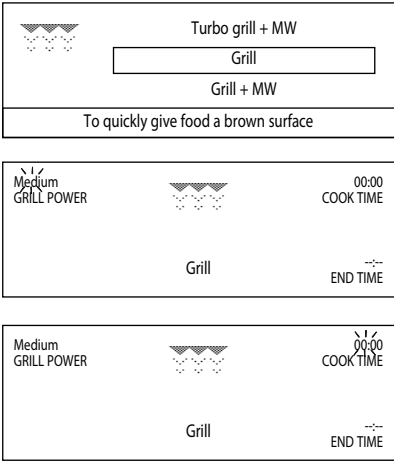 Turbo grill + MW
Grill
Grill + MW
To quickly give food a brown surface
Medium
GRILL POWER
00:00
COOK TIME
Grill
--:--
END TIME
Medium
GRILL POWER
00:00
COOK TIME
Grill
--:--
END TIME